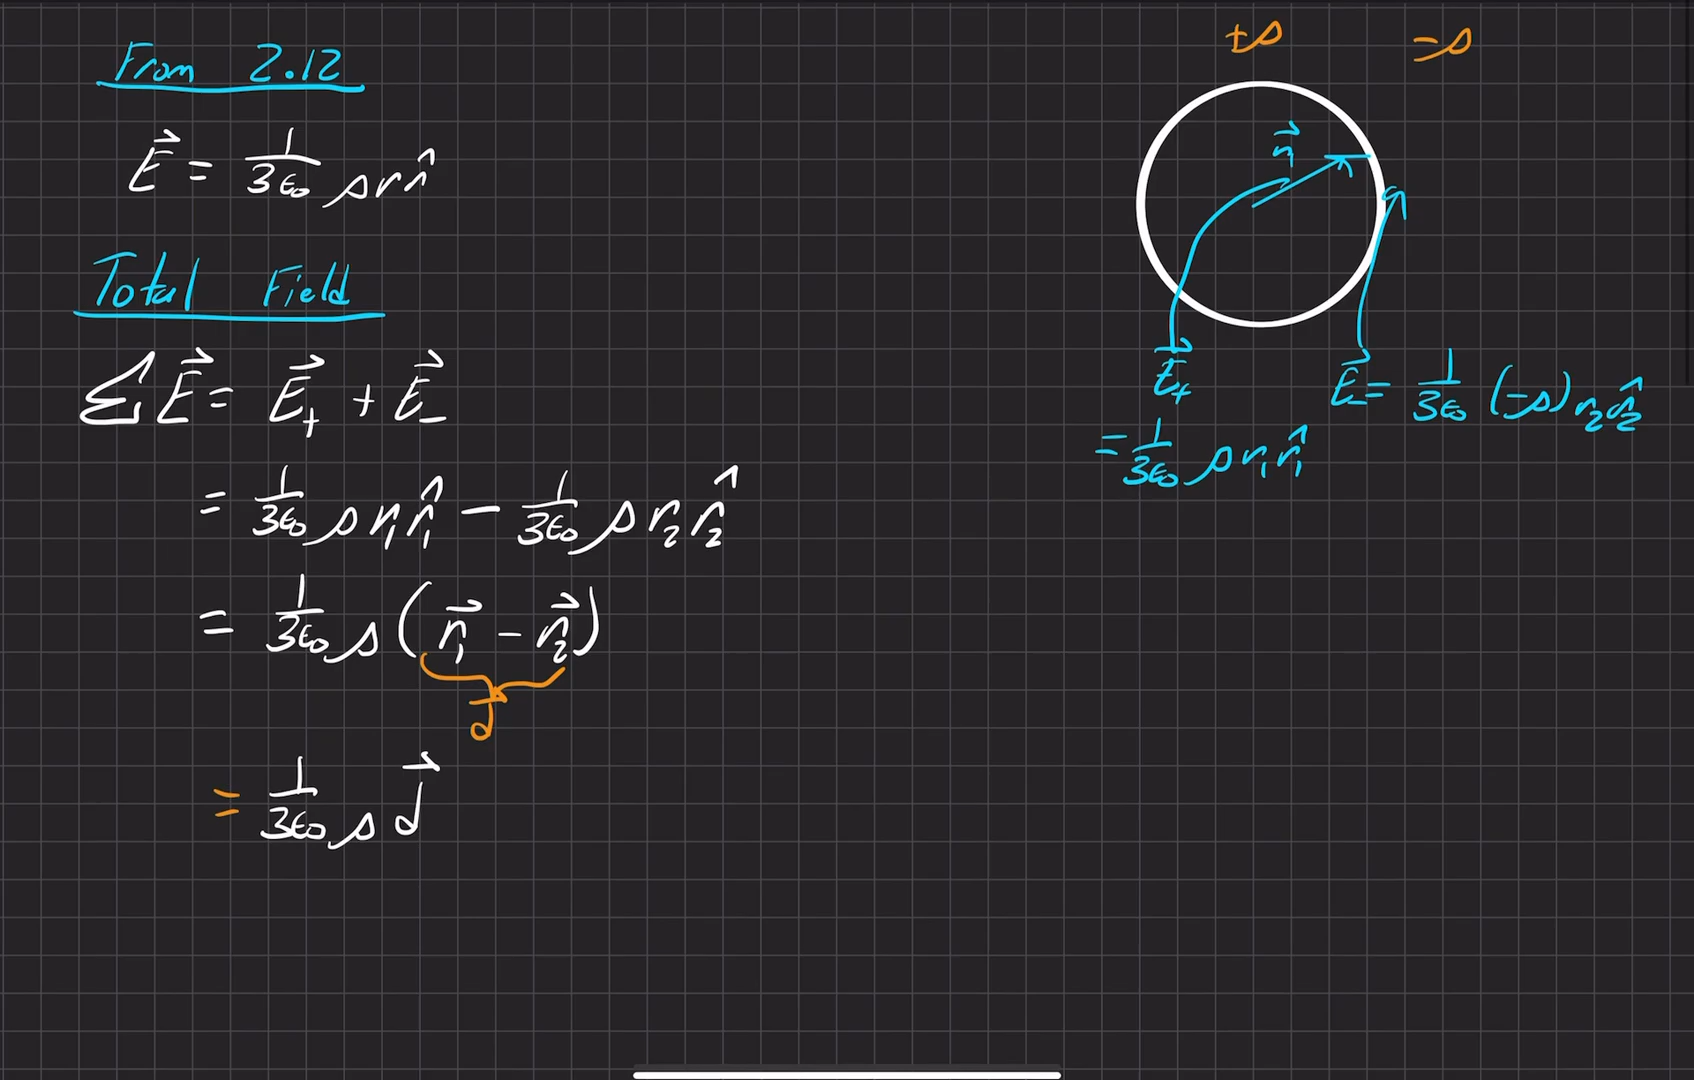 From 2.12
E⃗ = 1/3ε₀ ρ r r̂
Total Field
Σ E⃗ = E⃗₊ + E⃗₋
= 1/3ε₀ ρ r₁ r̂₁ − 1/3ε₀ ρ r₂ r̂₂
= 1/3ε₀ ρ (r⃗₁ − r⃗₂)
d⃗
= 1/3ε₀ ρ d⃗
+ρ −ρ
r⃗₁
E⃗₊
= 1/3ε₀ ρ r₁ r̂₁
E⃗₋ = 1/3ε₀ (−ρ) r₂ r̂₂